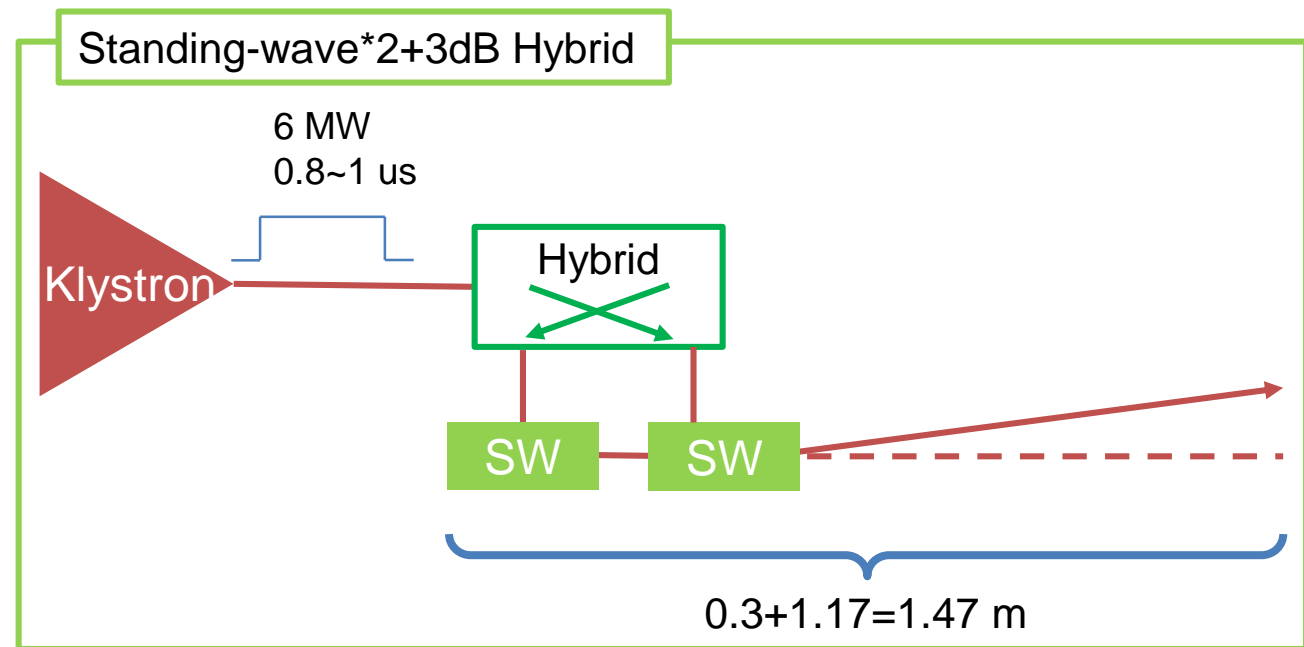 Standing-wave*2+3dB Hybrid
6 MW
0.8~1 us
Klystron
Hybrid
SW
SW
0.3+1.17=1.47 m